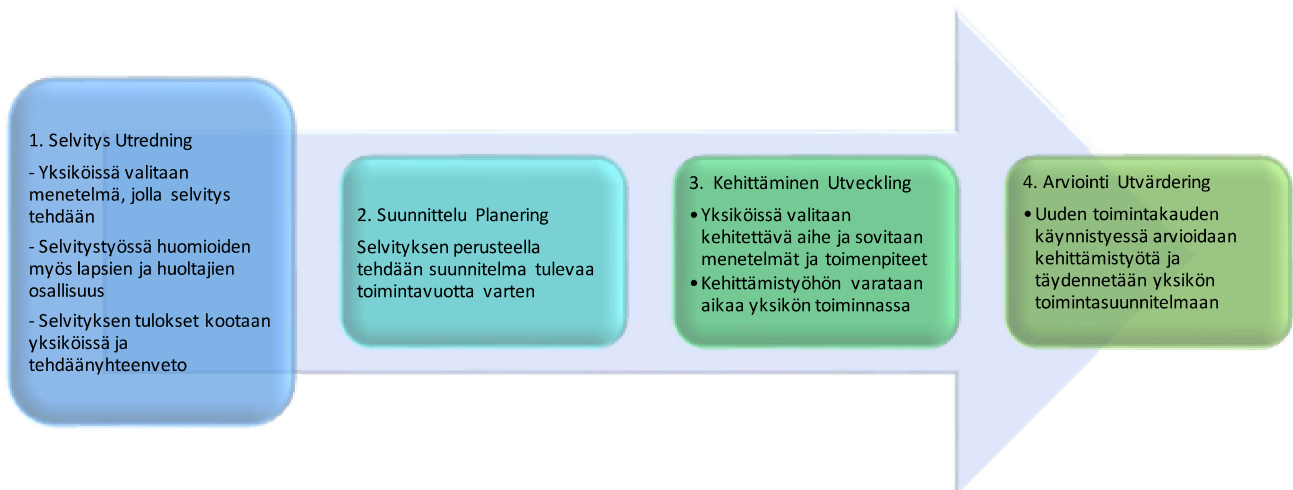 1. Selvitys Utredning
- Yksiköissä valitaan
menetelmä, jolla selvitys
tehdään
- Selvitystyössä huomioiden
myös lapsien ja huoltajien
osallisuus
- Selvityksen tulokset kootaan
yksiköissä ja
tehdäänyhteenveto
2. Suunnittelu Planering
Selvityksen perusteella
tehdään suunnitelma tulevaa
toimintavuotta varten
3. Kehittäminen Utveckling
•Yksiköissä valitaan
kehitettävä aihe ja sovitaan
menetelmät ja toimenpiteet
•Kehittämistyöhön varataan
aikaa yksikön toiminnassa
4. Arviointi Utvärdering
•Uuden toimintakauden
käynnistyessä arvioidaan
kehittämistyötä ja
täydennetään yksikön
toimintasuunnitelmaan